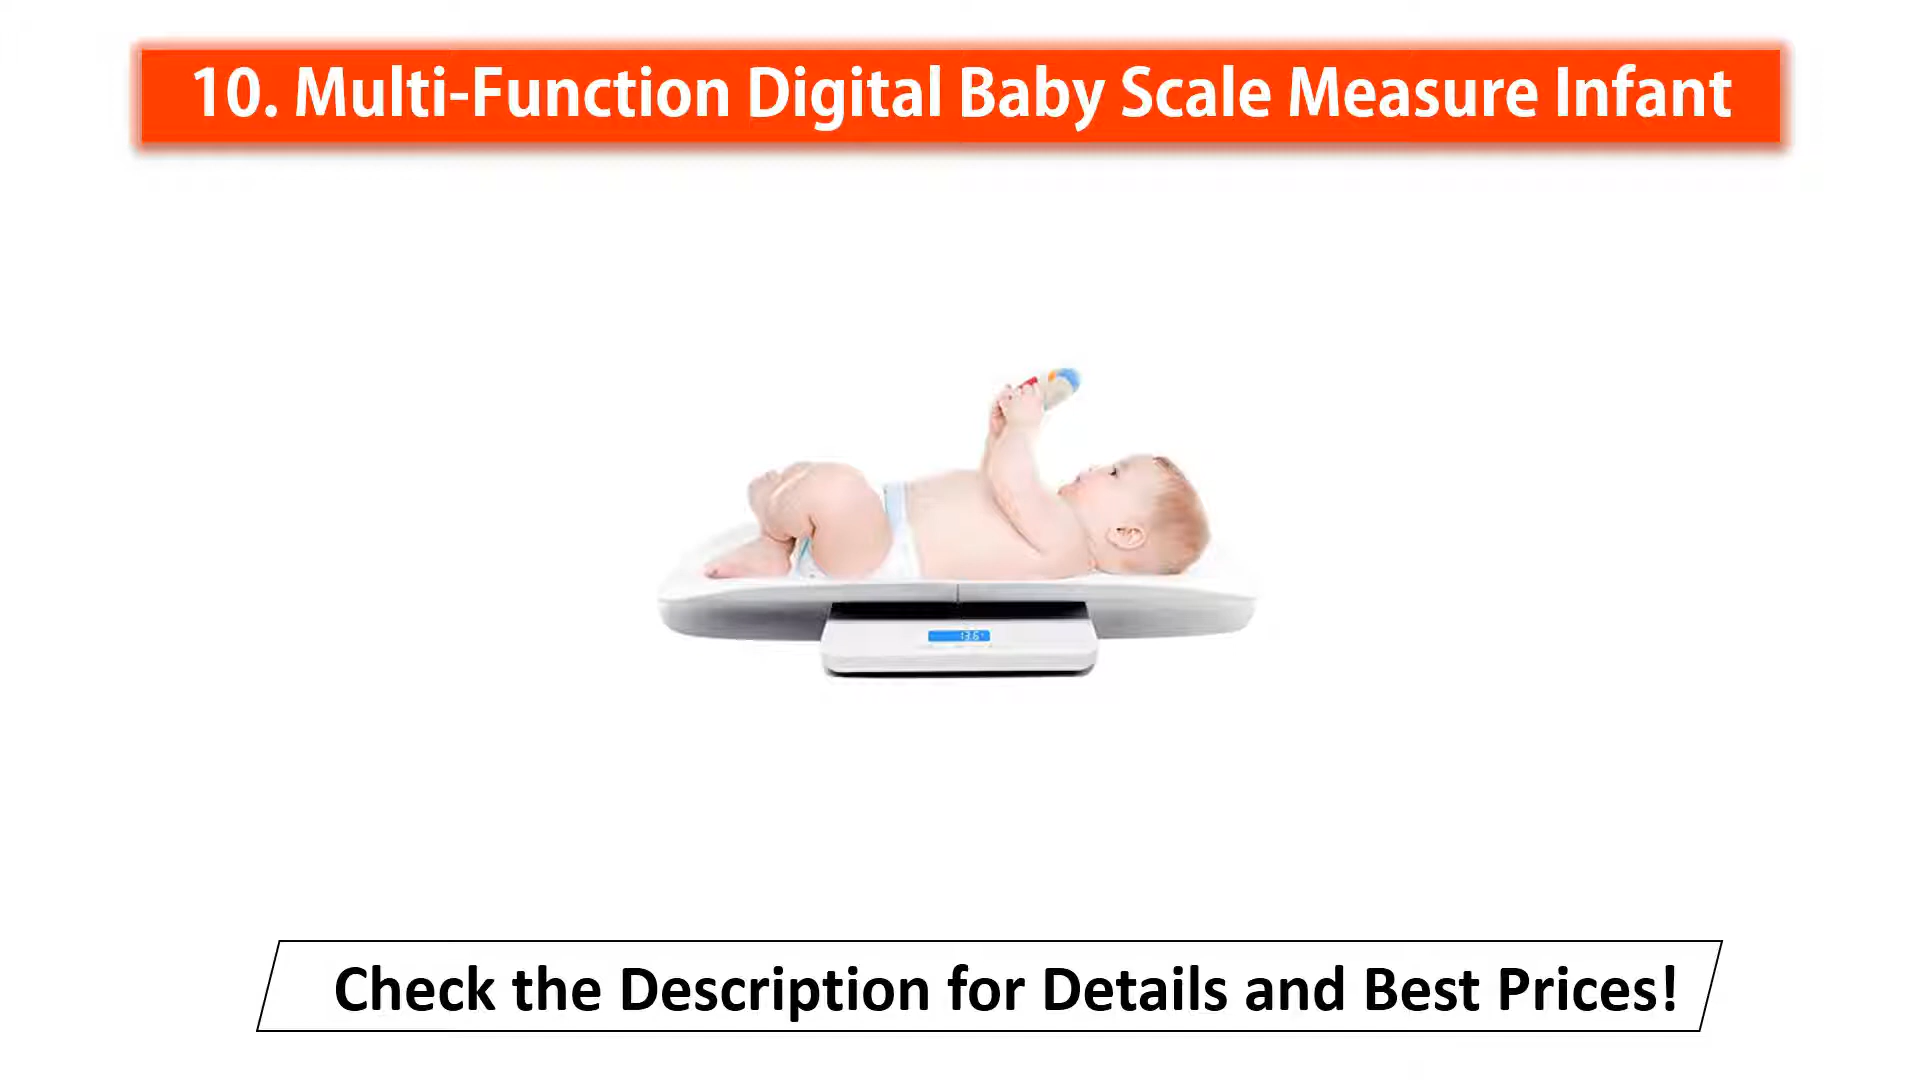 10. Multi-Function Digital Baby Scale Measure Infant
Check the Description for Details and Best Prices!